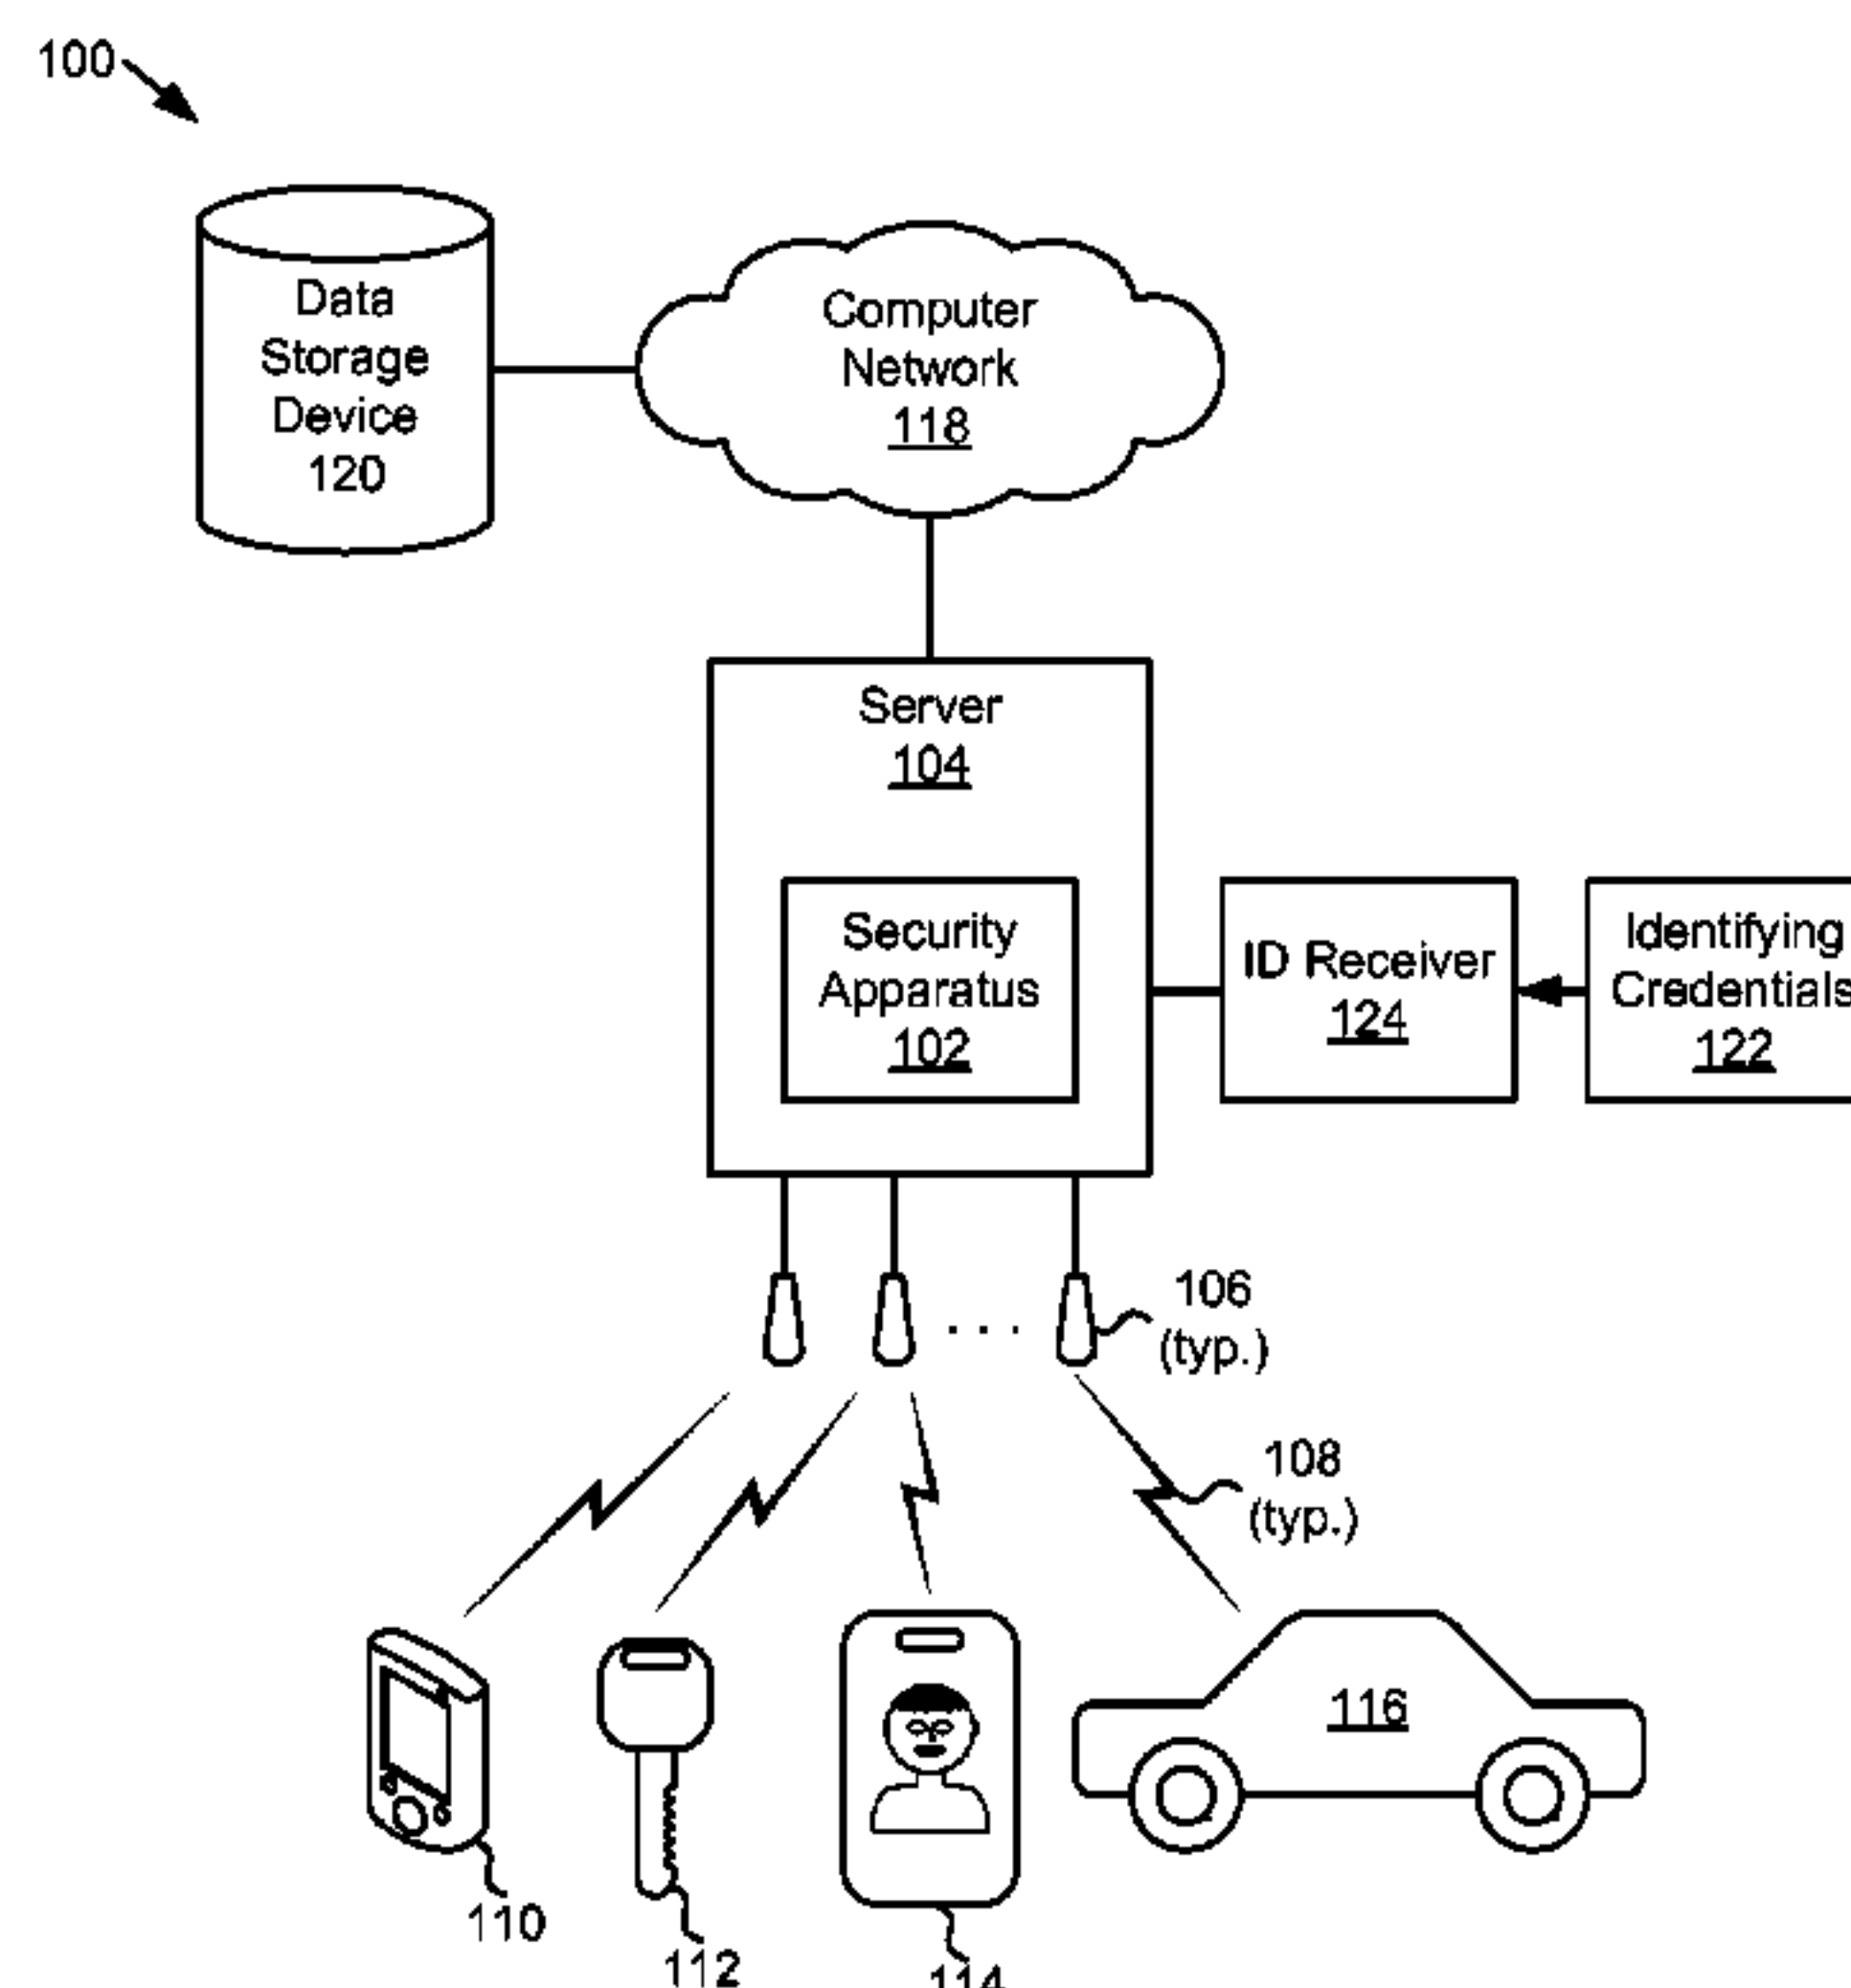 100
Data
Storage
Device
120
Computer
Network
118
Server
104
Security
Apparatus
102
ID Receiver
124
Identifying
Credentials
122
106
(typ.)
108
(typ.)
116
110
112
114